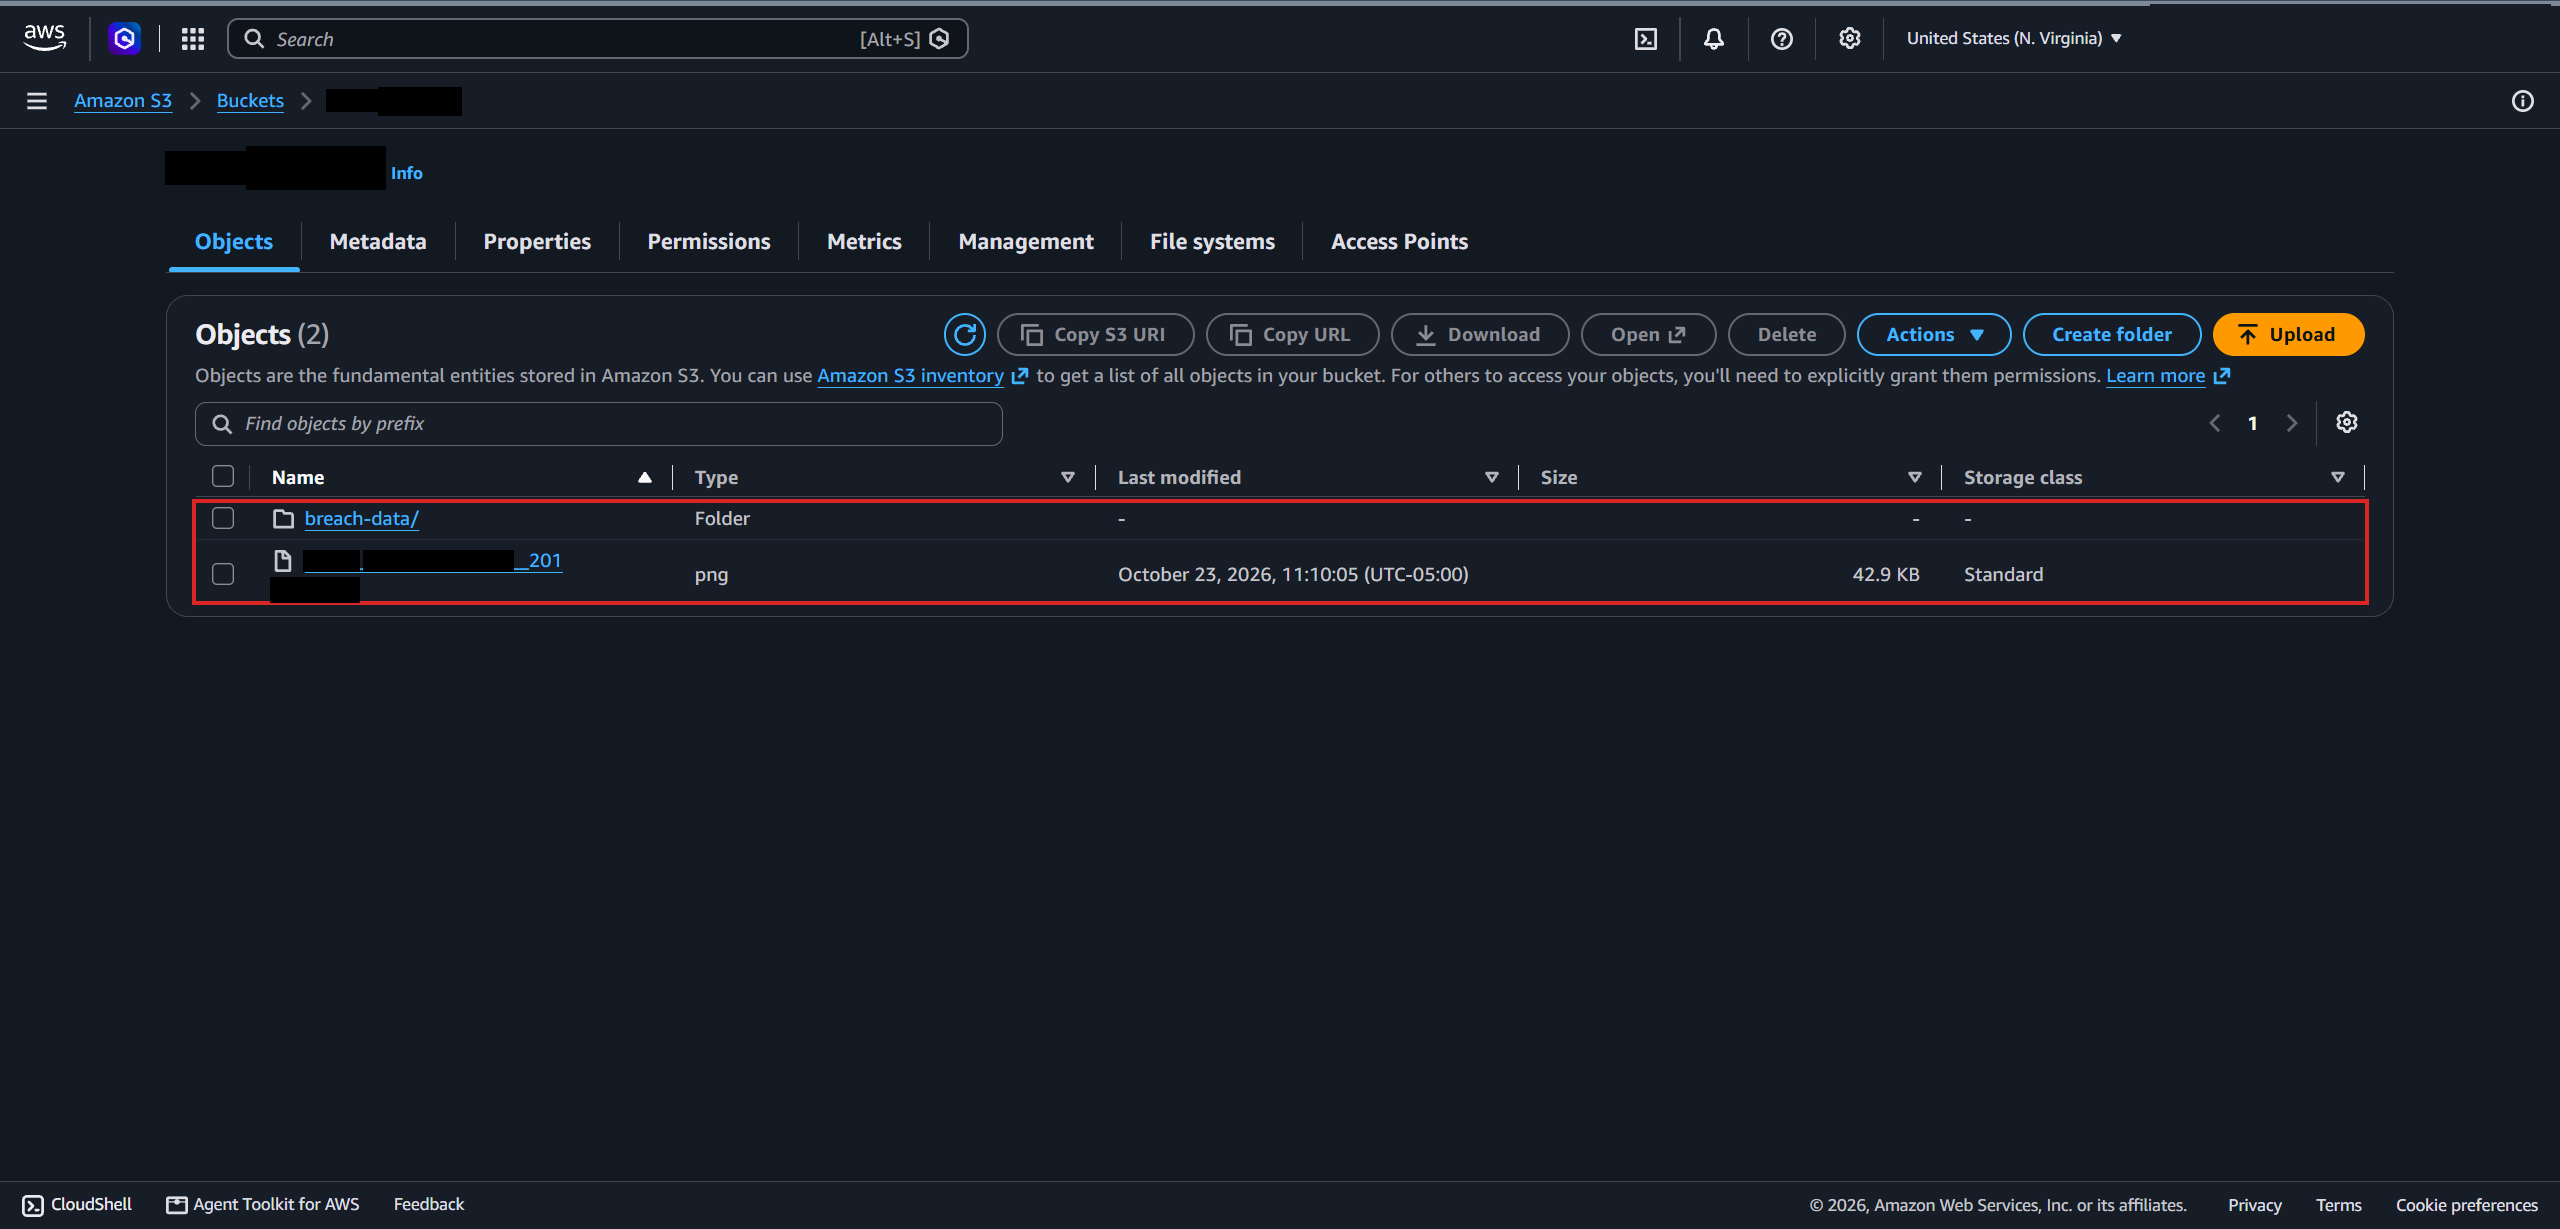 aws
Search [Alt+S]
United States (N. Virginia)
Amazon S3 Buckets
Info
Objects Metadata Properties Permissions Metrics Management File systems Access Points
Objects (2) Copy S3 URI Copy URL Download Open Delete Actions Create folder Upload
Objects are the fundamental entities stored in Amazon S3. You can use Amazon S3 inventory to get a list of all objects in your bucket. For others to access your objects, you'll need to explicitly grant them permissions. Learn more
Find objects by prefix 1
Name Type Last modified Size Storage class
breach-data/ Folder - - -
__201
png October 23, 2026, 11:10:05 (UTC-05:00) 42.9 KB Standard
CloudShell Agent Toolkit for AWS Feedback © 2026, Amazon Web Services, Inc. or its affiliates. Privacy Terms Cookie preferences